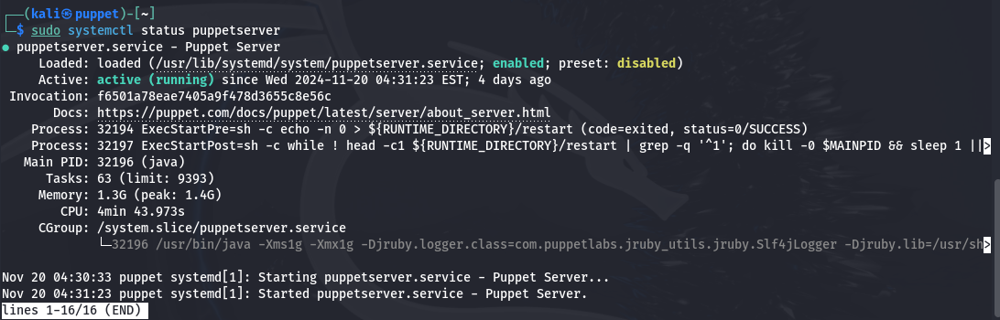 ┌──(kali㉿puppet)-[~]
└─$ sudo systemctl status puppetserver
● puppetserver.service - Puppet Server
     Loaded: loaded (/usr/lib/systemd/system/puppetserver.service; enabled; preset: disabled)
     Active: active (running) since Wed 2024-11-20 04:31:23 EST; 4 days ago
 Invocation: f6501a78eae7405a9f478d3655c8e56c
       Docs: https://puppet.com/docs/puppet/latest/server/about_server.html
    Process: 32194 ExecStartPre=sh -c echo -n 0 > ${RUNTIME_DIRECTORY}/restart (code=exited, status=0/SUCCESS)
    Process: 32197 ExecStartPost=sh -c while ! head -c1 ${RUNTIME_DIRECTORY}/restart | grep -q '^1'; do kill -0 $MAINPID && sleep 1 ||>
   Main PID: 32196 (java)
      Tasks: 63 (limit: 9393)
     Memory: 1.3G (peak: 1.4G)
        CPU: 4min 43.973s
     CGroup: /system.slice/puppetserver.service
             └─32196 /usr/bin/java -Xms1g -Xmx1g -Djruby.logger.class=com.puppetlabs.jruby_utils.jruby.Slf4jLogger -Djruby.lib=/usr/sh>
Nov 20 04:30:33 puppet systemd[1]: Starting puppetserver.service - Puppet Server...
Nov 20 04:31:23 puppet systemd[1]: Started puppetserver.service - Puppet Server.
lines 1-16/16 (END)